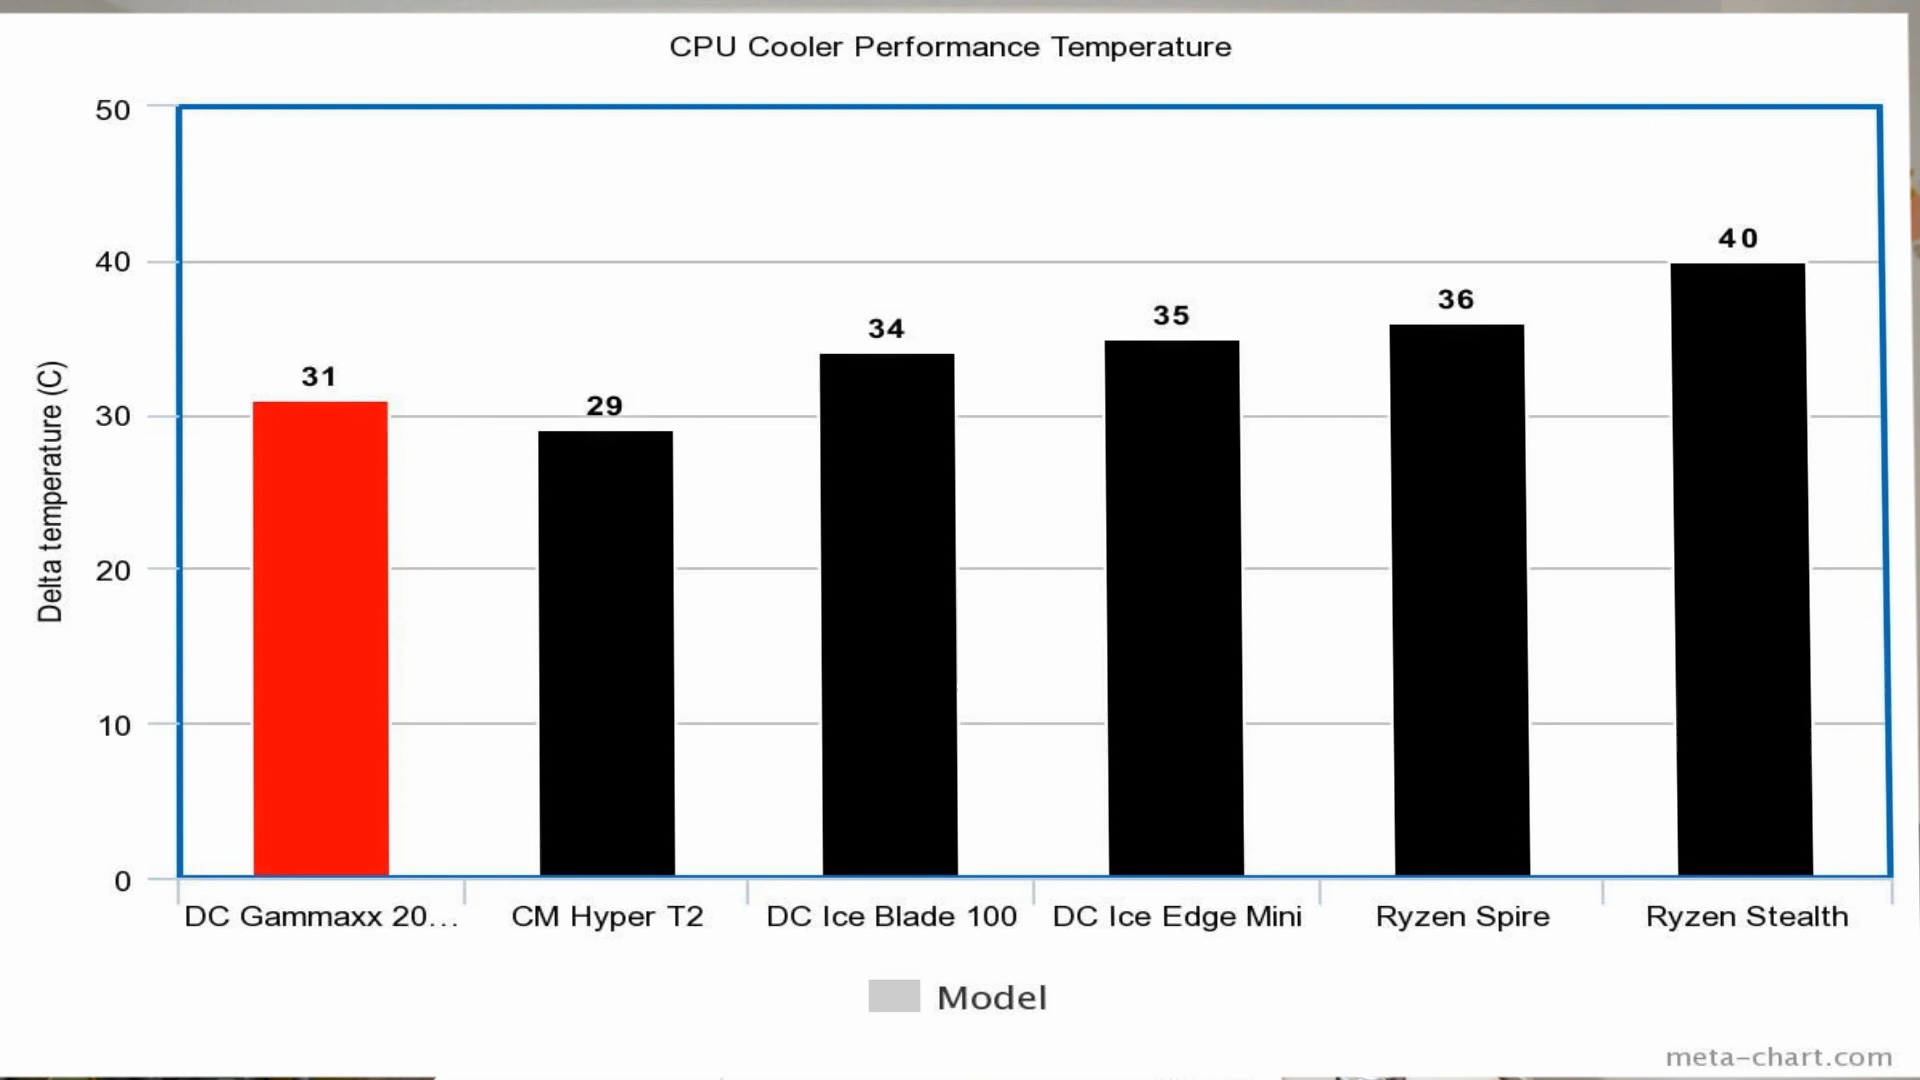 CPU Cooler Performance Temperature
Delta temperature (C)
50
40
30
20
10
0
31
29
34
35
36
40
DC Gammaxx 20...
CM Hyper T2
DC Ice Blade 100
DC Ice Edge Mini
Ryzen Spire
Ryzen Stealth
Model
meta-chart.com